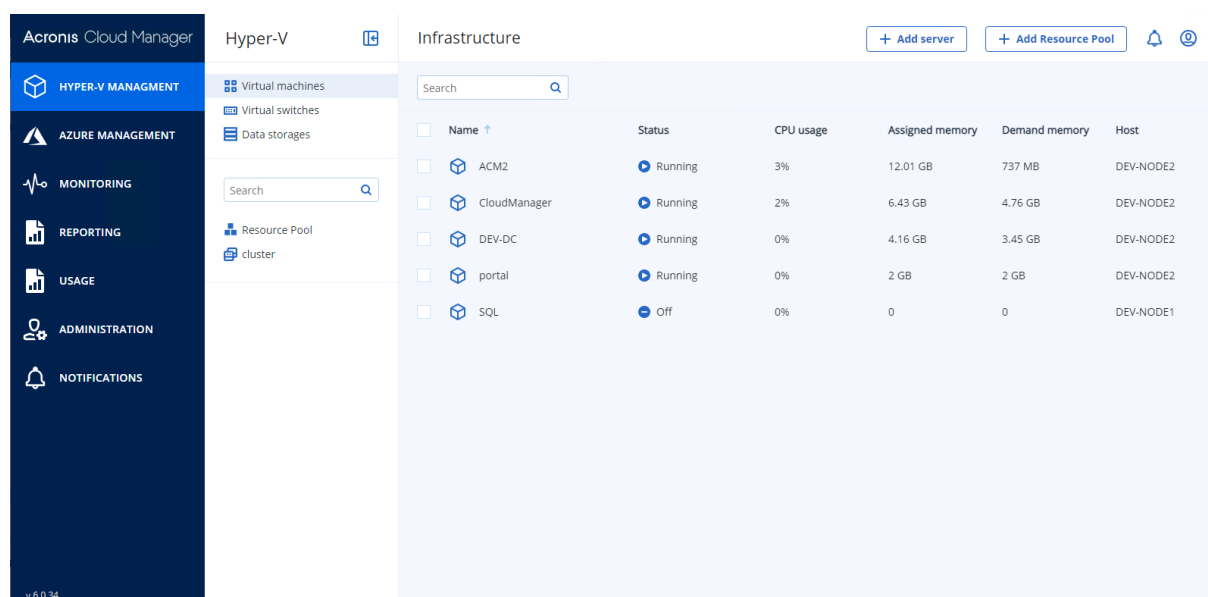 Acronis Cloud Manager
HYPER-V MANAGMENT
AZURE MANAGEMENT
MONITORING
REPORTING
USAGE
ADMINISTRATION
NOTIFICATIONS
v 6.0.34
Hyper-V
Virtual machines
Virtual switches
Data storages
Search
Resource Pool
cluster
Infrastructure
+ Add server + Add Resource Pool
Search
Name ↑ Status CPU usage Assigned memory Demand memory Host
ACM2 Running 3% 12.01 GB 737 MB DEV-NODE2
CloudManager Running 2% 6.43 GB 4.76 GB DEV-NODE2
DEV-DC Running 0% 4.16 GB 3.45 GB DEV-NODE2
portal Running 0% 2 GB 2 GB DEV-NODE2
SQL Off 0% 0 0 DEV-NODE1